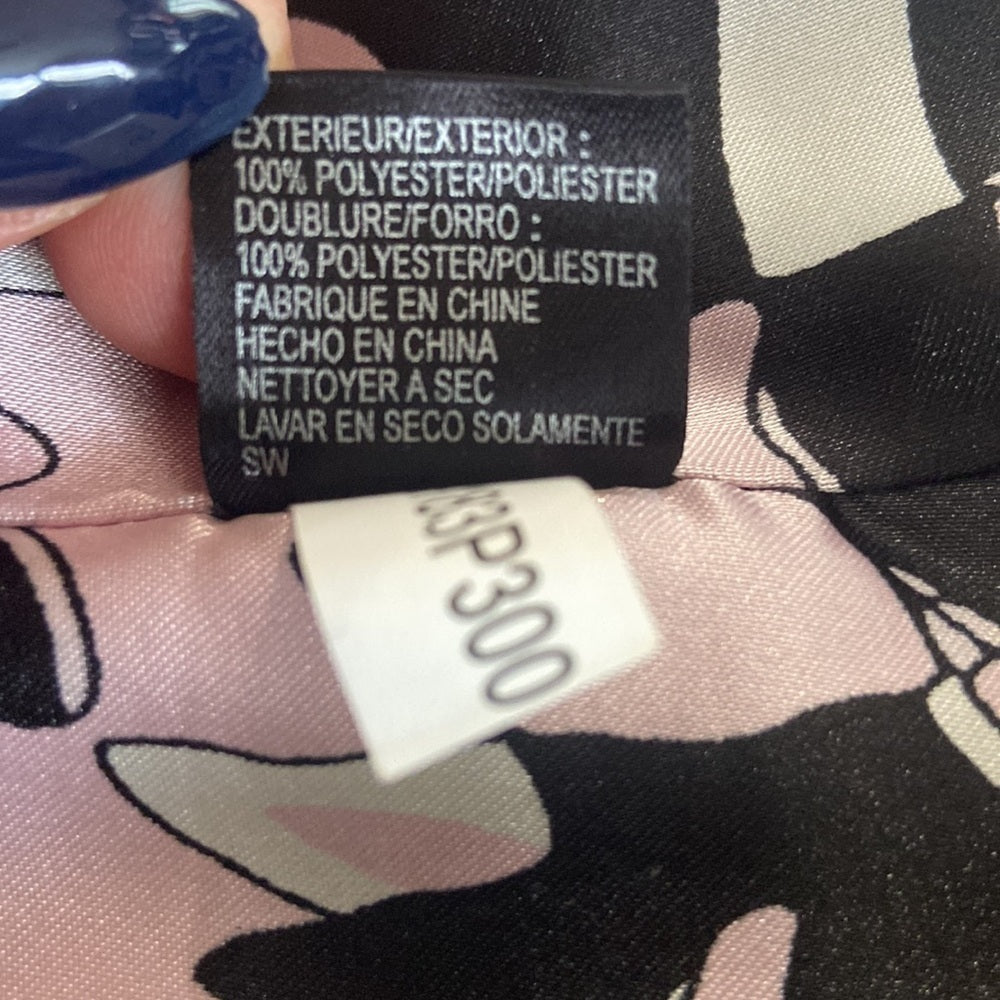 EXTERIEUR/EXTERIOR :
100% POLYESTER/POLIESTER
DOUBLURE/FORRO :
100% POLYESTER/POLIESTER
FABRIQUE EN CHINE
HECHO EN CHINA
NETTOYER A SEC
LAVAR EN SECO SOLAMENTE
SW